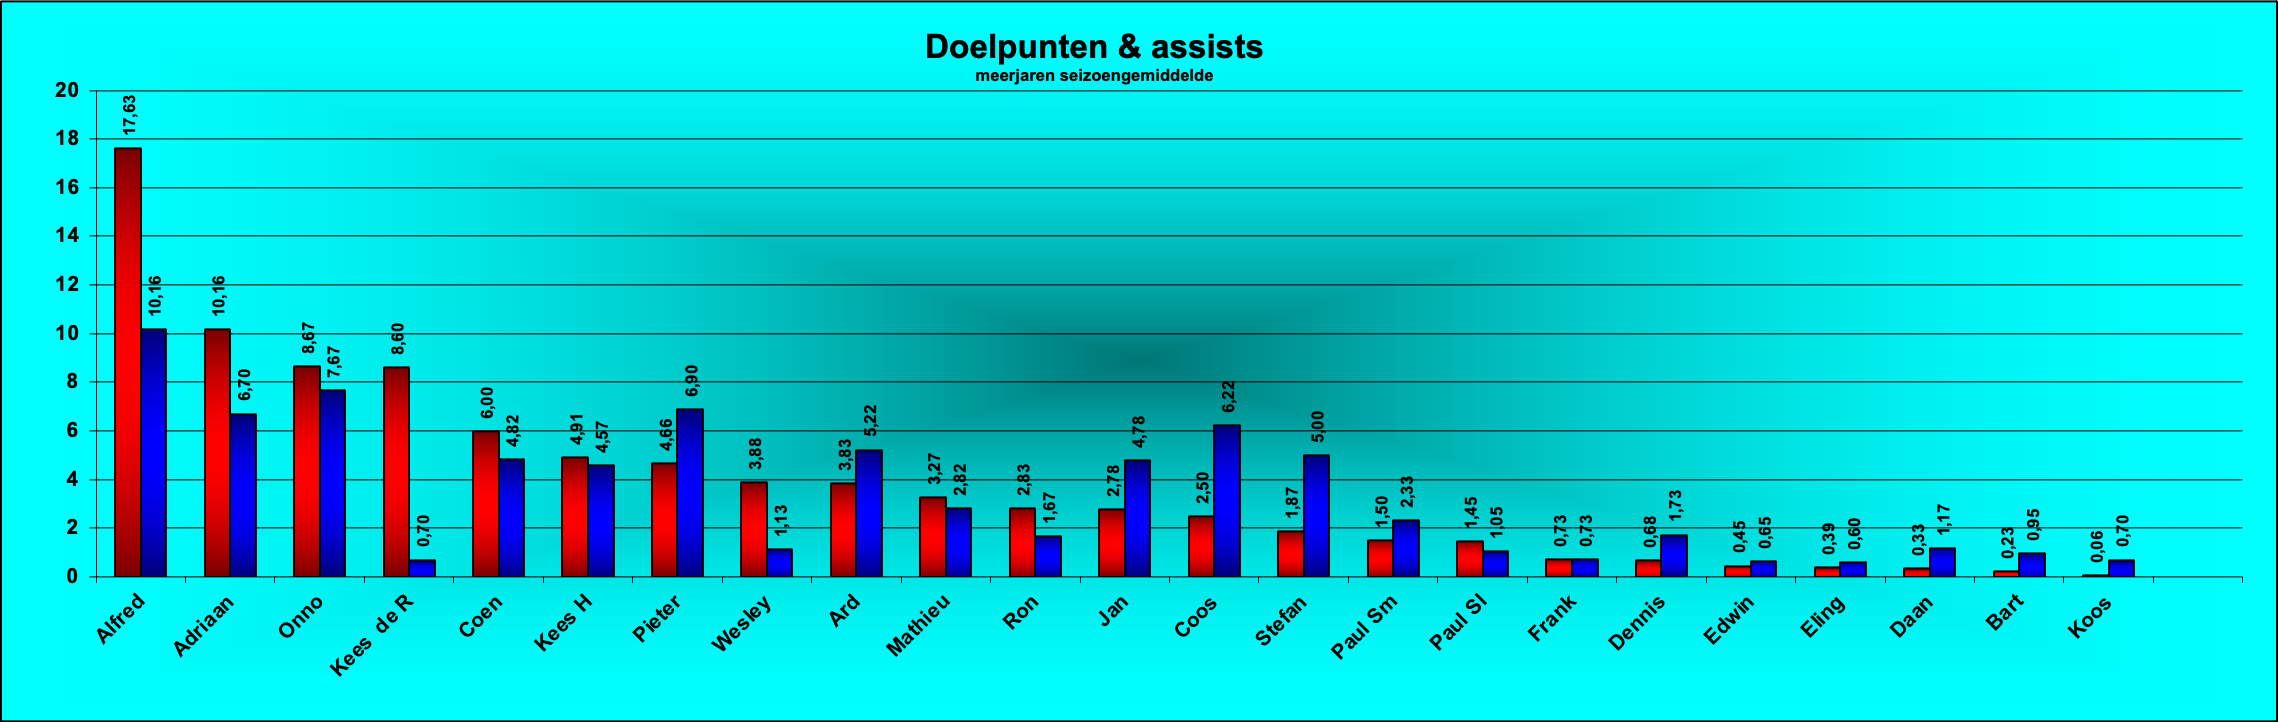 Doelpunten & assists
meerjaren seizoengemiddelde
20
18
16
14
12
10
8
6
4
2
0
17,63
10,16
10,16
6,70
8,67
7,67
8,60
0,70
6,00
4,82
4,91
4,57
4,66
6,90
3,88
1,13
3,83
5,22
3,27
2,82
2,83
1,67
2,78
4,78
2,50
6,22
1,87
5,00
1,50
2,33
1,45
1,05
0,73
0,73
0,68
1,73
0,45
0,65
0,39
0,60
0,33
1,17
0,23
0,95
0,06
0,70
Alfred
Adriaan
Onno
Kees de R
Coen
Kees H
Pieter
Wesley
Ard
Mathieu
Ron
Jan
Coos
Stefan
Paul Sm
Paul Sl
Frank
Dennis
Edwin
Eling
Daan
Bart
Koos